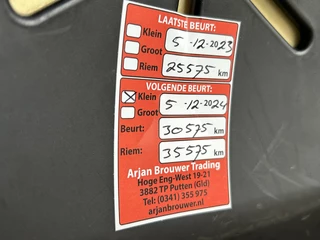 LAATSTE BEURT:
Klein
Groot 5 -12-2023
Riem 25575 km
VOLGENDE BEURT:
Klein
Groot 5 -12-2024
Beurt: 30575 km
Riem: 35575 km
Arjan Brouwer Trading
Hoge Eng-West 19-21
3882 TP Putten (Gld)
Tel: (0341) 355 975
arjanbrouwer.nl